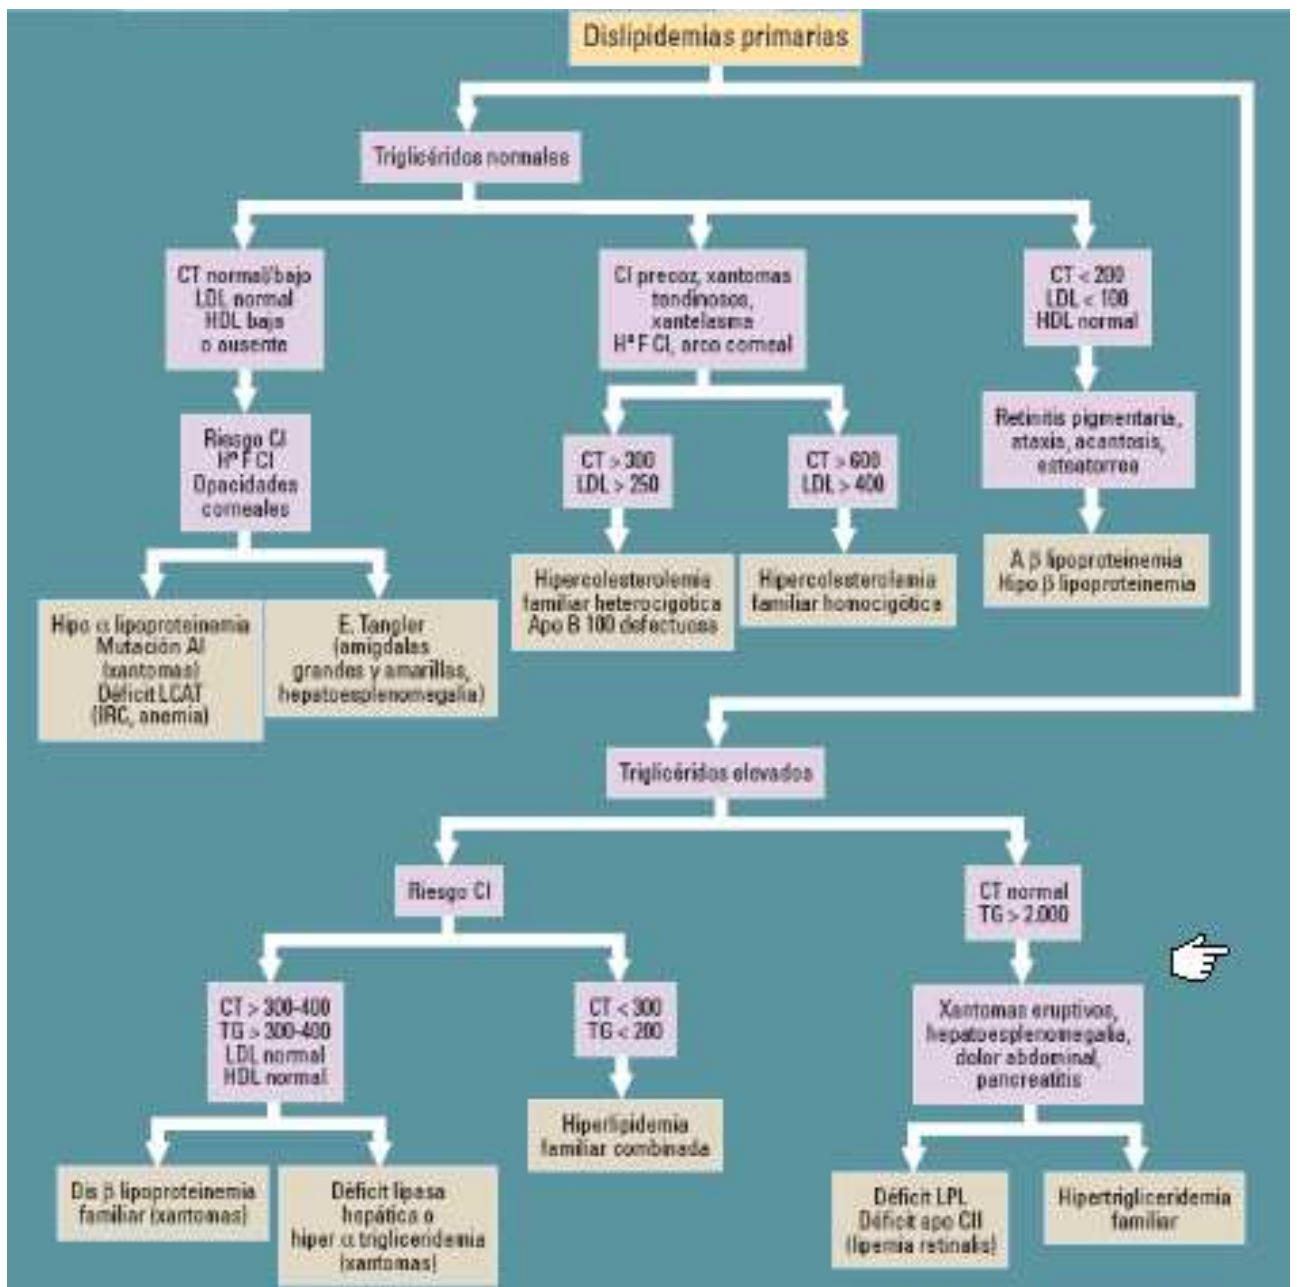 Dislipidemias primarias
Triglicéridos normales
CT normal/bajo
LDL normal
HDL baja
o ausente
CI precoz, xantomas
tendinosos,
xantelasma
Hª F CI, arco corneal
CT < 200
LDL < 100
HDL normal
Riesgo CI
Hª F CI
Opacidades
corneales
CT > 300
LDL > 250
CT > 600
LDL > 400
Retinitis pigmentaria,
ataxia, acantosis,
esteatorrea
Hipo α lipoproteinemia
Mutación AI
(xantomas)
Déficit LCAT
(IRC, anemia)
E. Tangier
(amígdalas
grandes y amarillas,
hepatoesplenomegalia)
Hipercolesterolemia
familiar heterocigótica
Apo B 100 defectuosa
Hipercolesterolemia
familiar homocigótica
A β lipoproteinemia
Hipo β lipoproteinemia
Triglicéridos elevados
Riesgo CI
CT normal
TG > 2.000
CT > 300-400
TG > 300-400
LDL normal
HDL normal
CT < 300
TG < 200
Xantomas eruptivos,
hepatoesplenomegalia,
dolor abdominal,
pancreatitis
Dis β lipoproteinemia
familiar (xantomas)
Déficit lipasa
hepática o
hiper α trigliceridemia
(xantomas)
Hiperlipidemia
familiar combinada
Déficit LPL
Déficit apo CII
(lipemia retinalis)
Hipertrigliceridemia
familiar